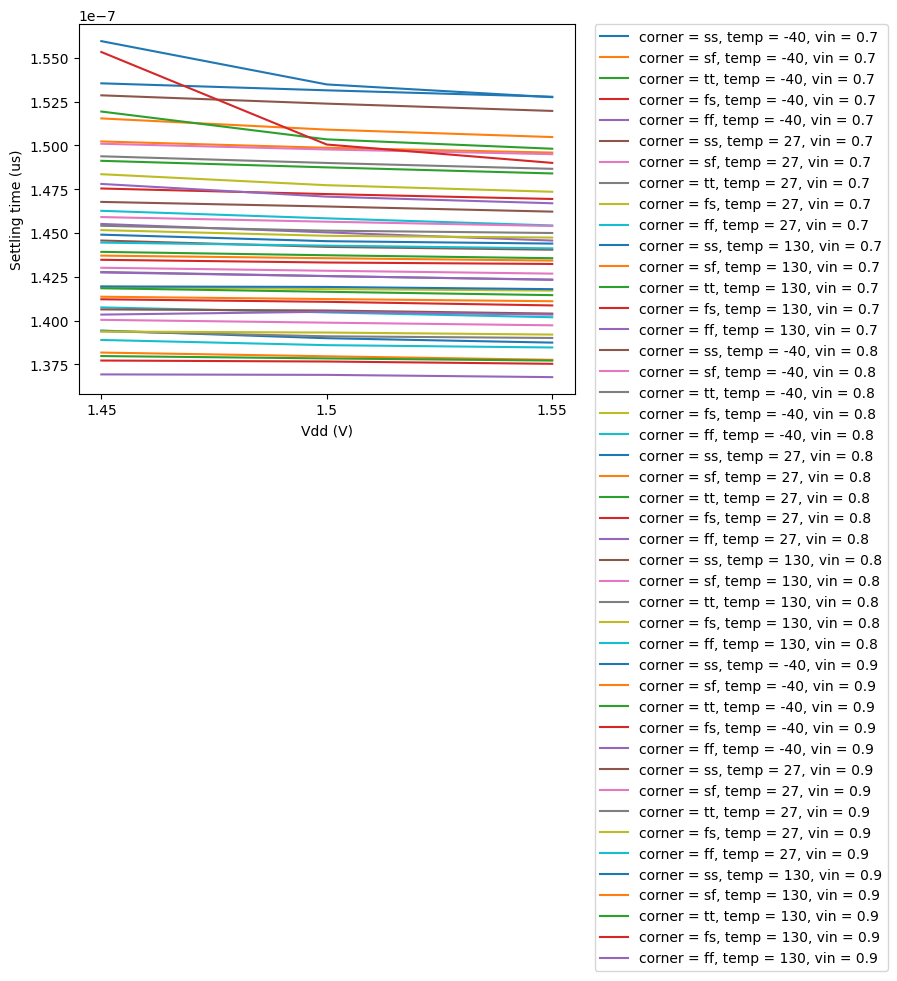 1e−7
1.550
1.525
1.500
1.475
1.450
1.425
1.400
1.375
Settling time (us)
1.45
1.5
1.55
Vdd (V)
corner = ss, temp = -40, vin = 0.7
corner = sf, temp = -40, vin = 0.7
corner = tt, temp = -40, vin = 0.7
corner = fs, temp = -40, vin = 0.7
corner = ff, temp = -40, vin = 0.7
corner = ss, temp = 27, vin = 0.7
corner = sf, temp = 27, vin = 0.7
corner = tt, temp = 27, vin = 0.7
corner = fs, temp = 27, vin = 0.7
corner = ff, temp = 27, vin = 0.7
corner = ss, temp = 130, vin = 0.7
corner = sf, temp = 130, vin = 0.7
corner = tt, temp = 130, vin = 0.7
corner = fs, temp = 130, vin = 0.7
corner = ff, temp = 130, vin = 0.7
corner = ss, temp = -40, vin = 0.8
corner = sf, temp = -40, vin = 0.8
corner = tt, temp = -40, vin = 0.8
corner = fs, temp = -40, vin = 0.8
corner = ff, temp = -40, vin = 0.8
corner = ss, temp = 27, vin = 0.8
corner = sf, temp = 27, vin = 0.8
corner = tt, temp = 27, vin = 0.8
corner = fs, temp = 27, vin = 0.8
corner = ff, temp = 27, vin = 0.8
corner = ss, temp = 130, vin = 0.8
corner = sf, temp = 130, vin = 0.8
corner = tt, temp = 130, vin = 0.8
corner = fs, temp = 130, vin = 0.8
corner = ff, temp = 130, vin = 0.8
corner = ss, temp = -40, vin = 0.9
corner = sf, temp = -40, vin = 0.9
corner = tt, temp = -40, vin = 0.9
corner = fs, temp = -40, vin = 0.9
corner = ff, temp = -40, vin = 0.9
corner = ss, temp = 27, vin = 0.9
corner = sf, temp = 27, vin = 0.9
corner = tt, temp = 27, vin = 0.9
corner = fs, temp = 27, vin = 0.9
corner = ff, temp = 27, vin = 0.9
corner = ss, temp = 130, vin = 0.9
corner = sf, temp = 130, vin = 0.9
corner = tt, temp = 130, vin = 0.9
corner = fs, temp = 130, vin = 0.9
corner = ff, temp = 130, vin = 0.9